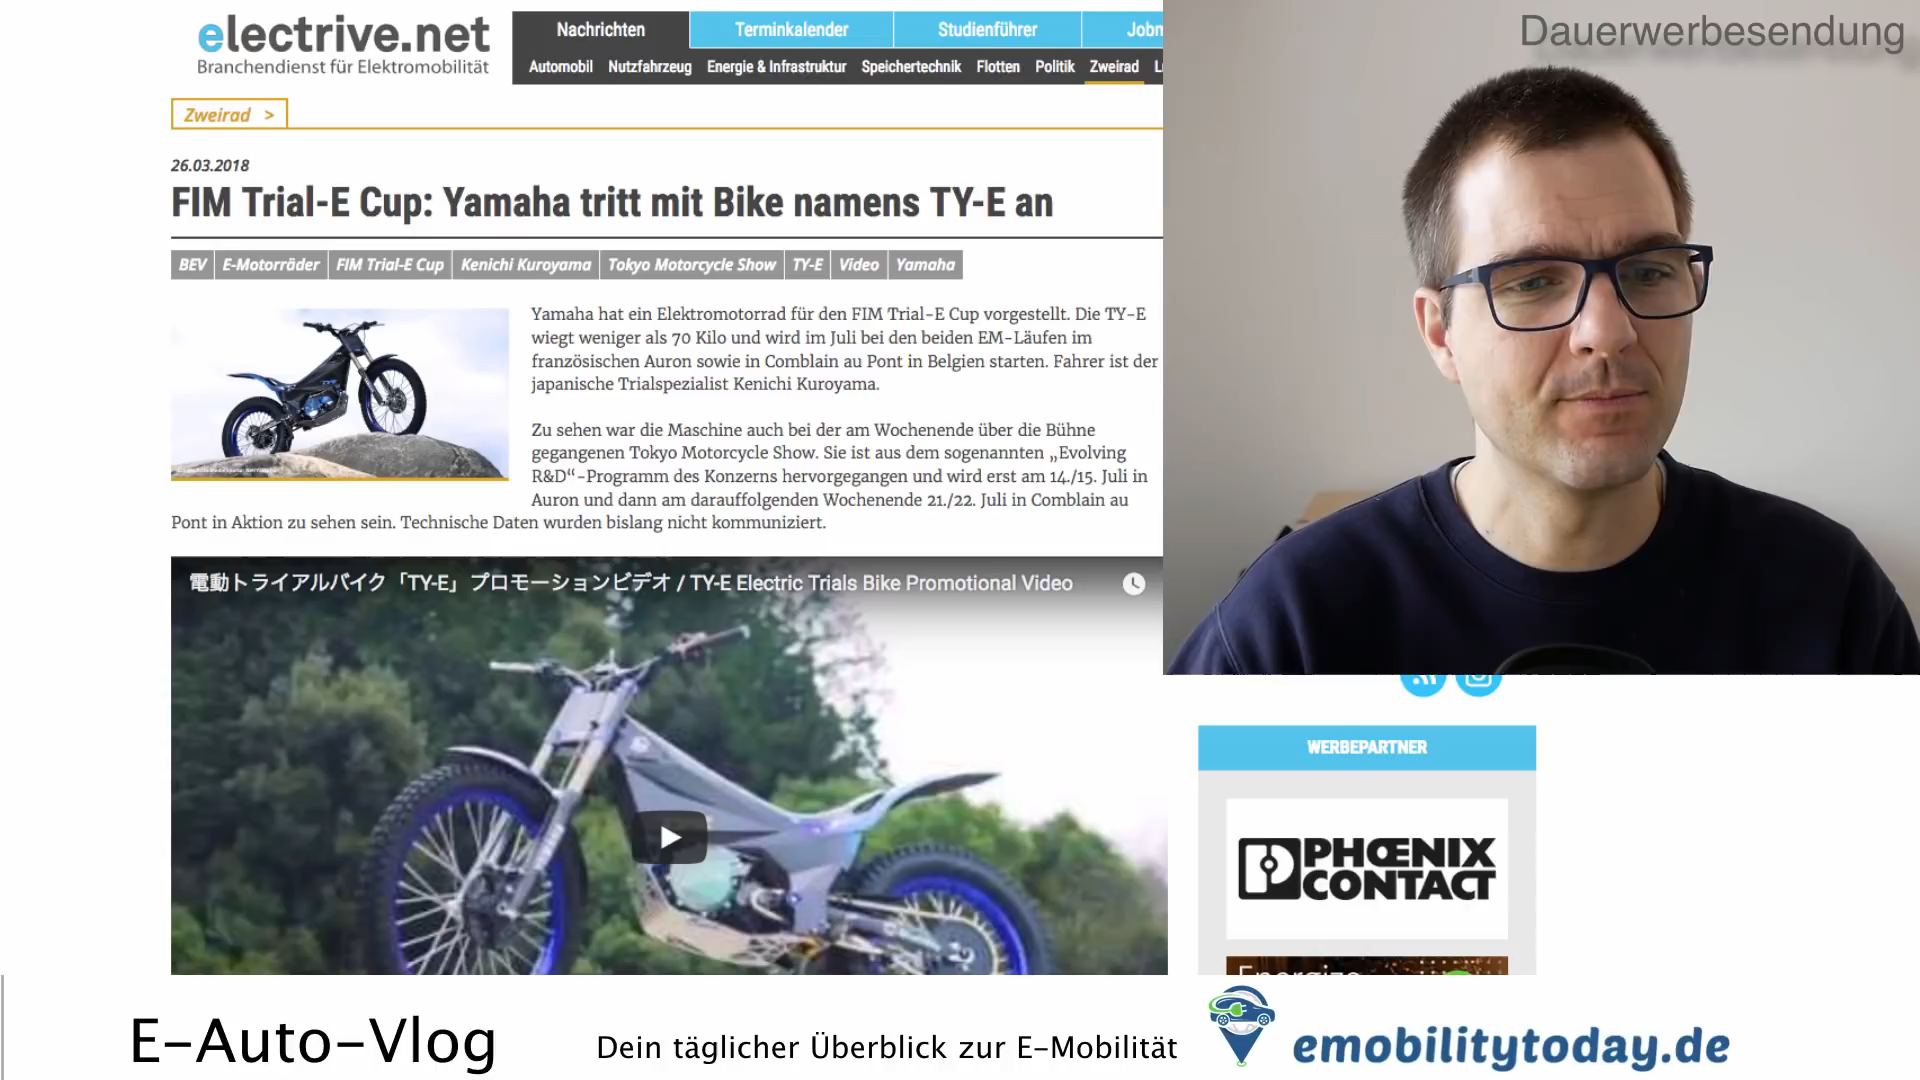 electrive.net
Branchendienst für Elektromobilität
Nachrichten Terminkalender Studienführer
Automobil Nutzfahrzeug Energie & Infrastruktur Speichertechnik Flotten Politik Zweirad
Dauerwerbesendung
Zweirad >
26.03.2018
FIM Trial-E Cup: Yamaha tritt mit Bike namens TY-E an
BEV E-Motorräder FIM Trial-E Cup Kenichi Kuroyama Tokyo Motorcycle Show TY-E Video Yamaha
Yamaha hat ein Elektromotorrad für den FIM Trial-E Cup vorgestellt. Die TY-E
wiegt weniger als 70 Kilo und wird im Juli bei den beiden EM-Läufen im
französischen Auron sowie in Comblain au Pont in Belgien starten. Fahrer ist der
japanische Trialspezialist Kenichi Kuroyama.
Zu sehen war die Maschine auch bei der am Wochenende über die Bühne
gegangenen Tokyo Motorcycle Show. Sie ist aus dem sogenannten „Evolving
R&D“-Programm des Konzerns hervorgegangen und wird erst am 14./15. Juli in
Auron und dann am darauffolgenden Wochenende 21./22. Juli in Comblain au
Pont in Aktion zu sehen sein. Technische Daten wurden bislang nicht kommuniziert.
電動トライアルバイク「TY-E」プロモーションビデオ / TY-E Electric Trials Bike Promotional Video
WERBEPARTNER
PHŒNIX
CONTACT
E-Auto-Vlog
Dein täglicher Überblick zur E-Mobilität
emobilitytoday.de